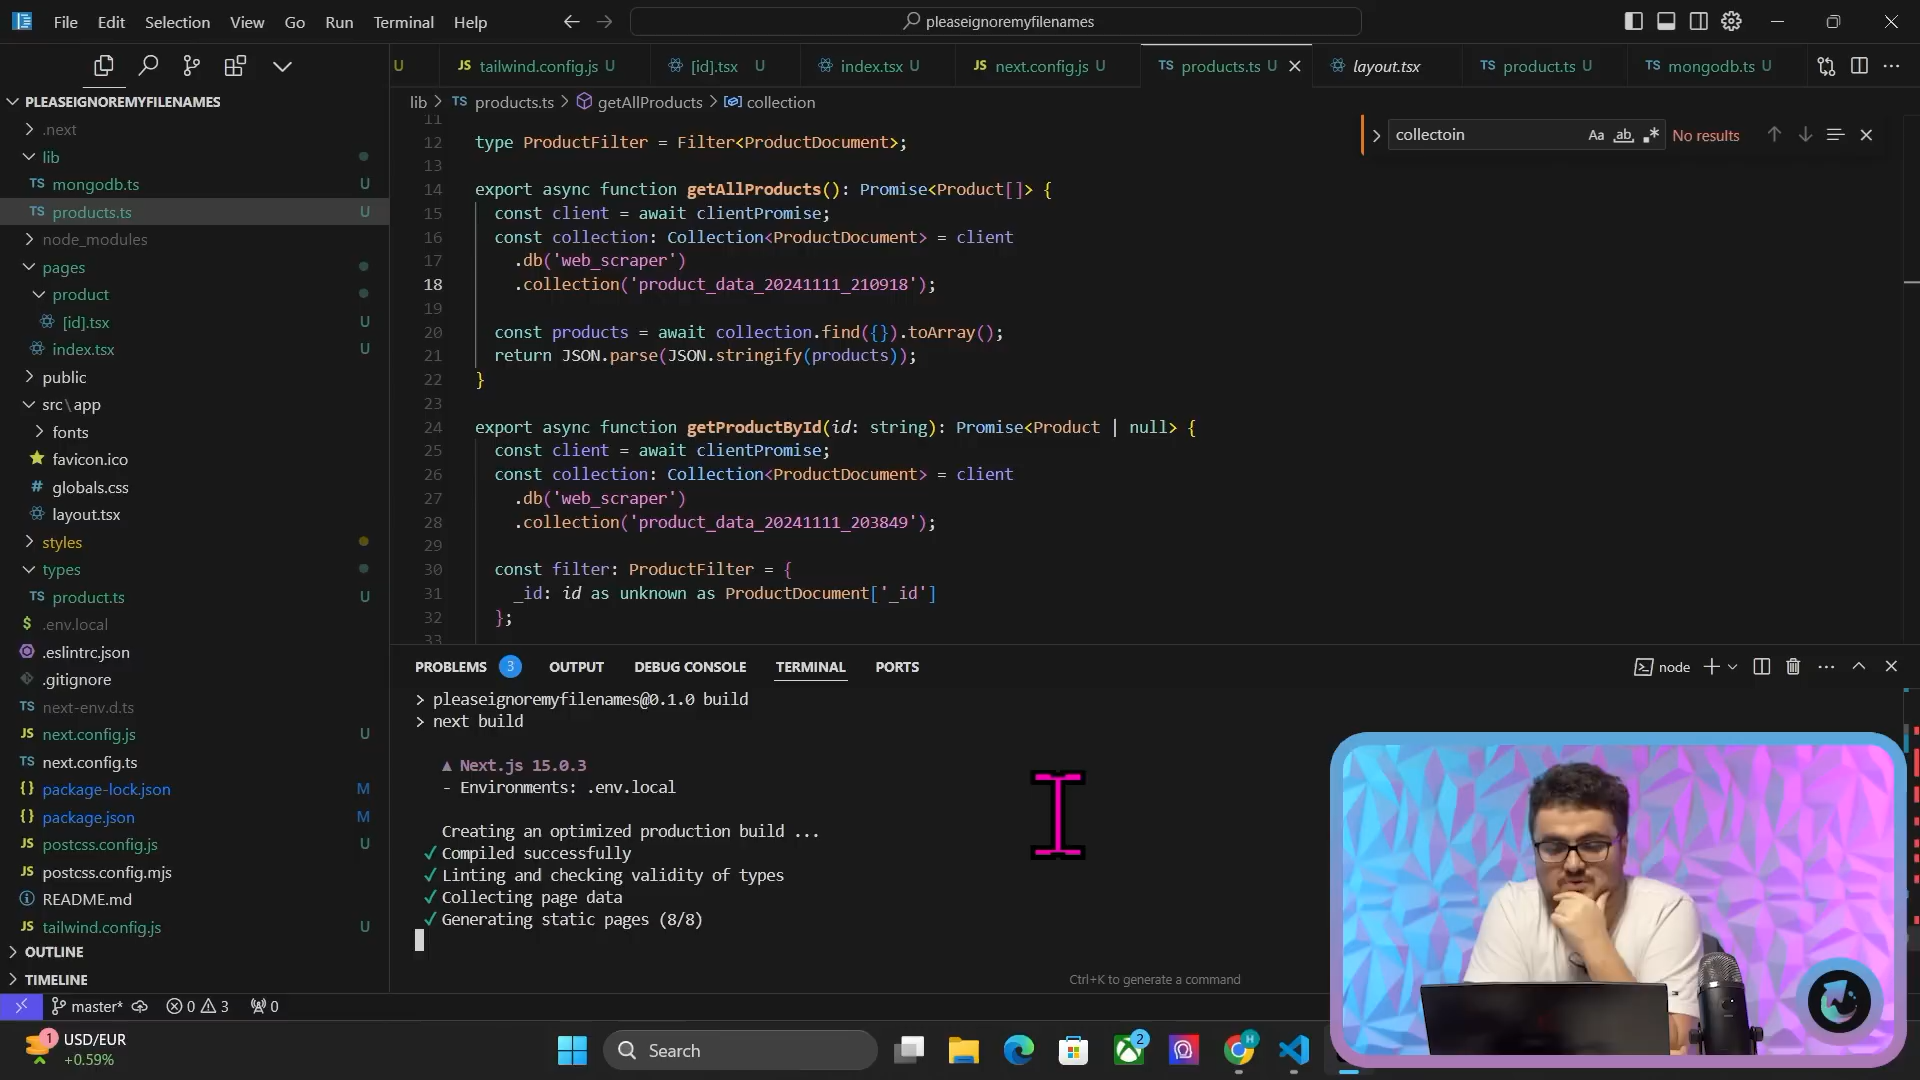 File Edit Selection View Go Run Terminal Help
pleaseignoremyfilenames
U
JS tailwind.config.js U
[id].tsx U
index.tsx U
JS next.config.js U
TS products.ts U
layout.tsx
TS product.ts U
TS mongodb.ts U
PLEASEIGNOREMYFILENAMES
.next
lib
TS mongodb.ts U
TS products.ts U
node_modules
pages
product
[id].tsx U
index.tsx U
public
src\app
fonts
favicon.ico
# globals.css
layout.tsx
styles
types
TS product.ts U
$ .env.local
.eslintrc.json
.gitignore
TS next-env.d.ts
JS next.config.js U
TS next.config.ts
{} package-lock.json M
{} package.json M
JS postcss.config.js U
JS postcss.config.mjs
README.md
JS tailwind.config.js U
OUTLINE
TIMELINE
lib > TS products.ts > getAllProducts > collection
collectoin Aa ab .* No results
11
12 type ProductFilter = Filter<ProductDocument>;
13
14 export async function getAllProducts(): Promise<Product[]> {
15 const client = await clientPromise;
16 const collection: Collection<ProductDocument> = client
17 .db('web_scraper')
18 .collection('product_data_20241111_210918');
19
20 const products = await collection.find({}).toArray();
21 return JSON.parse(JSON.stringify(products));
22 }
23
24 export async function getProductById(id: string): Promise<Product | null> {
25 const client = await clientPromise;
26 const collection: Collection<ProductDocument> = client
27 .db('web_scraper')
28 .collection('product_data_20241111_203849');
29
30 const filter: ProductFilter = {
31 _id: id as unknown as ProductDocument['_id']
32 };
33
PROBLEMS 3 OUTPUT DEBUG CONSOLE TERMINAL PORTS
node
> pleaseignoremyfilenames@0.1.0 build
> next build
▲ Next.js 15.0.3
- Environments: .env.local
Creating an optimized production build ...
✓ Compiled successfully
✓ Linting and checking validity of types
✓ Collecting page data
✓ Generating static pages (8/8)
Ctrl+K to generate a command
master* 0 3 0
1 USD/EUR
+0.59%
Search
2
H